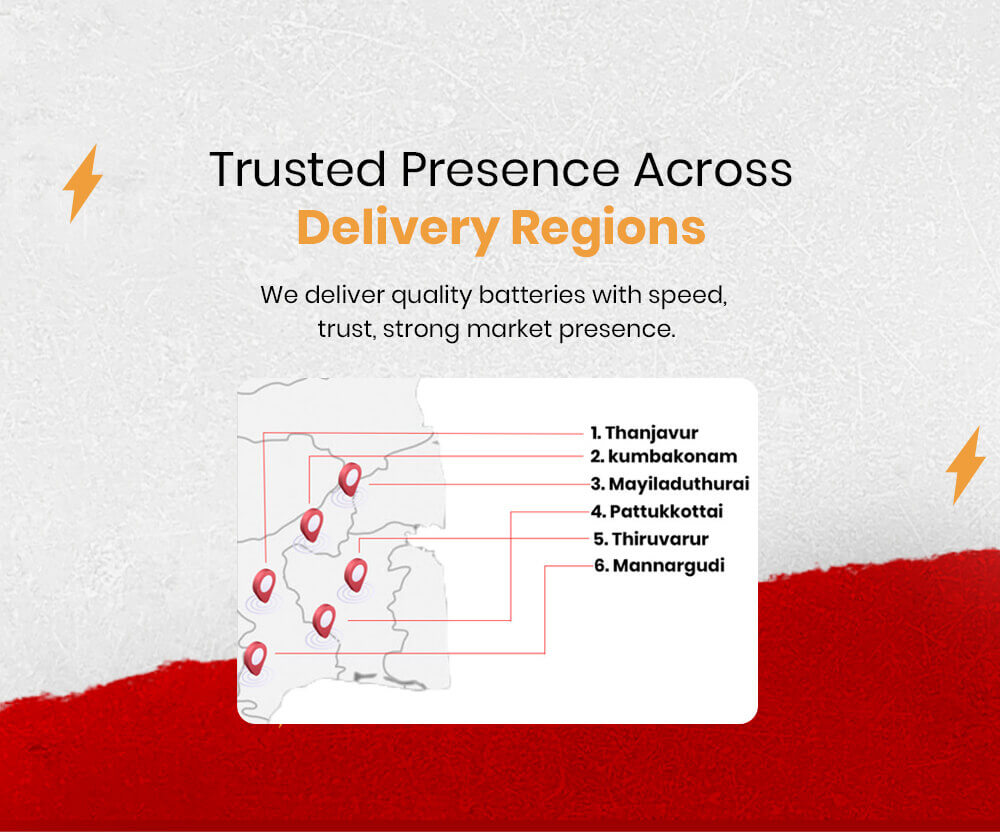 Trusted Presence Across
Delivery Regions
We deliver quality batteries with speed,
trust, strong market presence.
1. Thanjavur
2. kumbakonam
3. Mayiladuthurai
4. Pattukkottai
5. Thiruvarur
6. Mannargudi